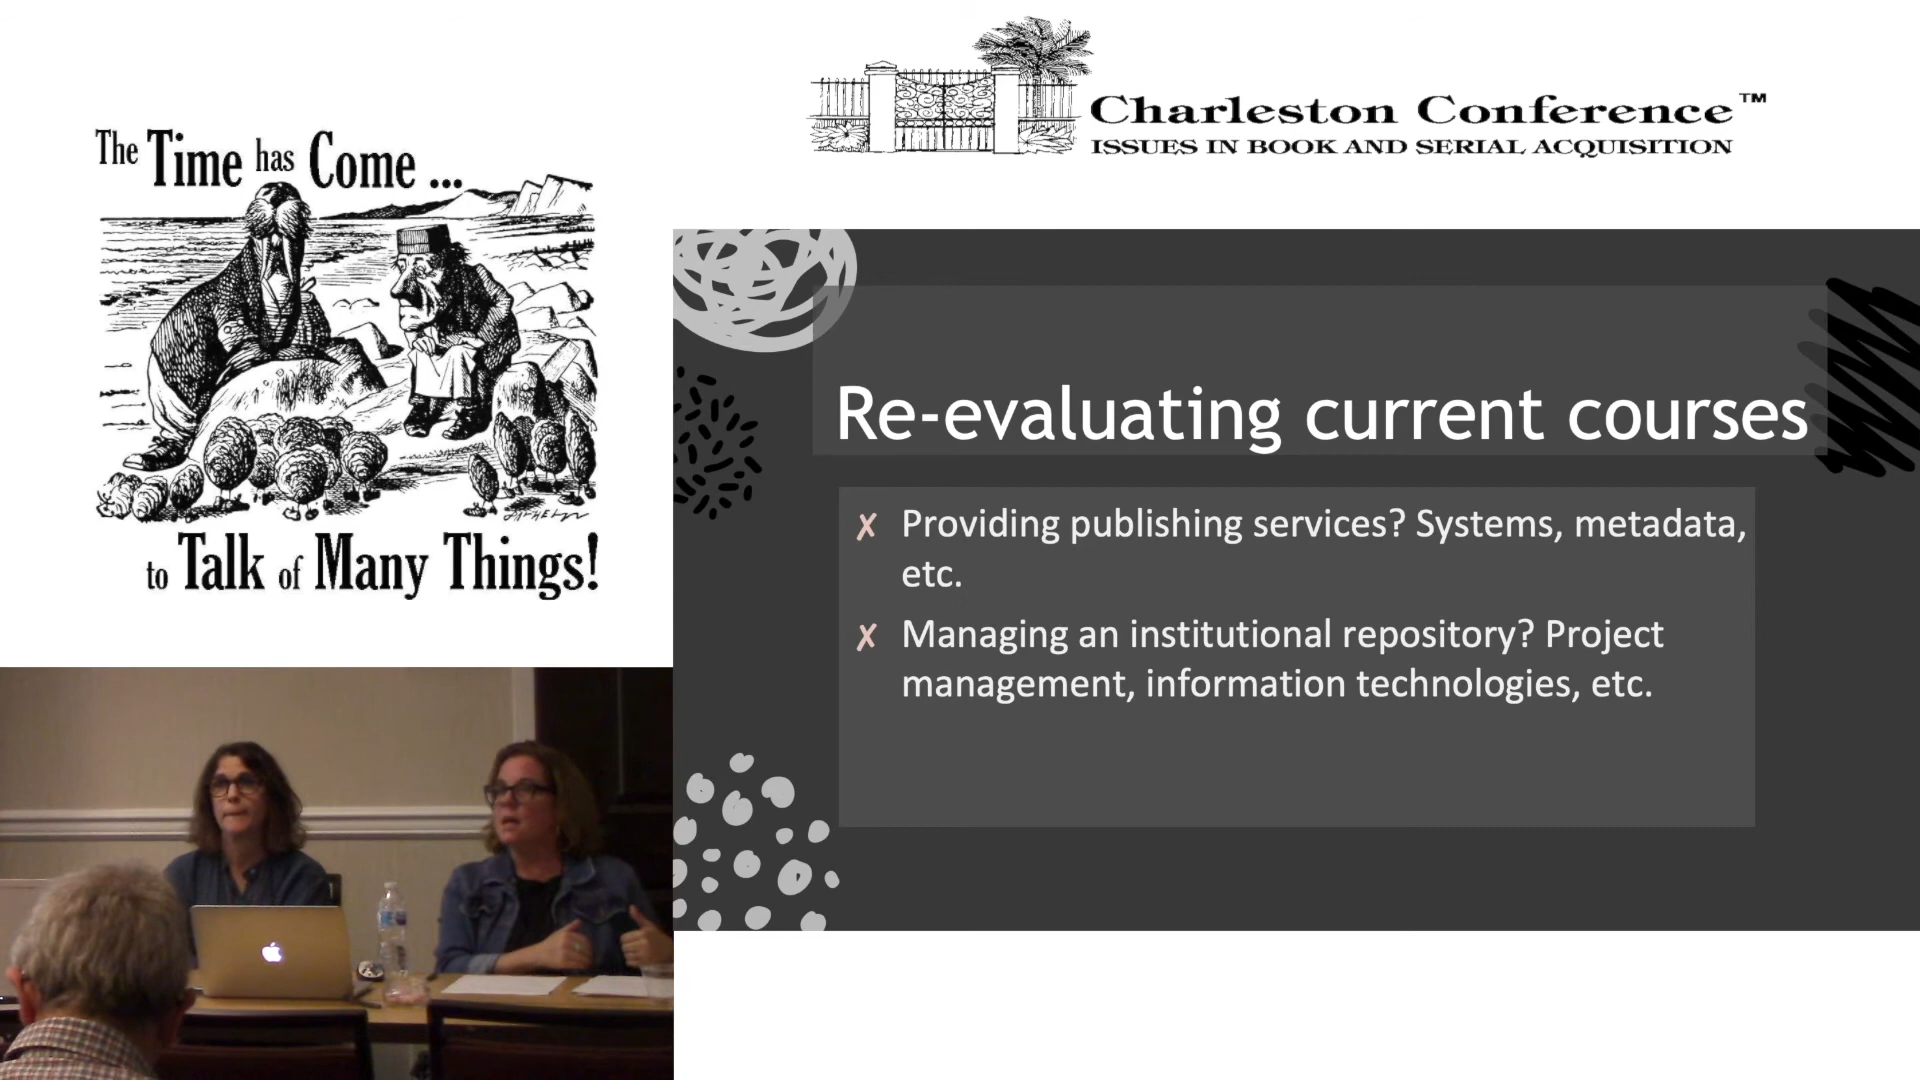 The Time has Come ...
to Talk of Many Things!
Charleston Conference™
ISSUES IN BOOK AND SERIAL ACQUISITION
Re-evaluating current courses
✗ Providing publishing services? Systems, metadata,
etc.
✗ Managing an institutional repository? Project
management, information technologies, etc.